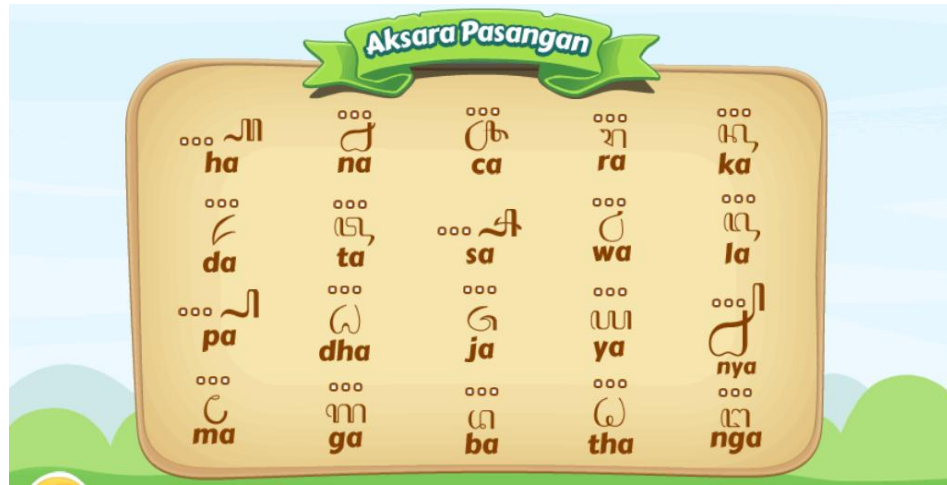 Aksara Pasangan
꧀ꦲ ꧀ꦤ ꧀ꦕ ꧀ꦫ ꧀ꦏ
ha na ca ra ka
꧀ꦢ ꧀ꦠ ꧀ꦱ ꧀ꦮ ꧀ꦭ
da ta sa wa la
꧀ꦥ ꧀ꦝ ꧀ꦗ ꧀ꦪ ꧀ꦚ
pa dha ja ya nya
꧀ꦩ ꧀ꦒ ꧀ꦧ ꧀ꦛ ꧀ꦔ
ma ga ba tha nga